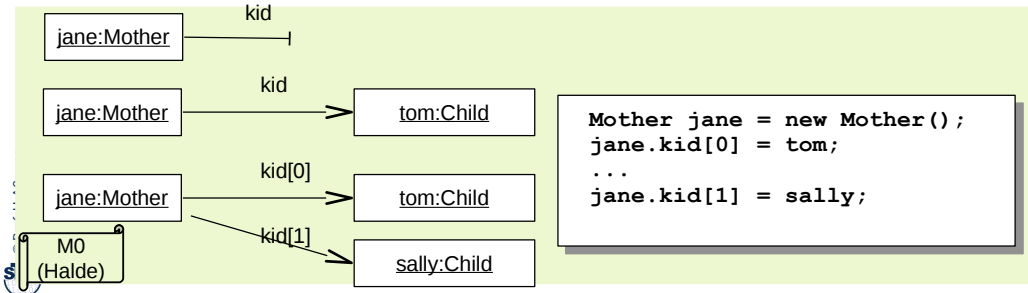 kid
jane:Mother
kid
jane:Mother
tom:Child
kid[0]
jane:Mother
tom:Child
kid[1]
sally:Child
M0
(Halde)
Mother jane = new Mother();
jane.kid[0] = tom;
...
jane.kid[1] = sally;